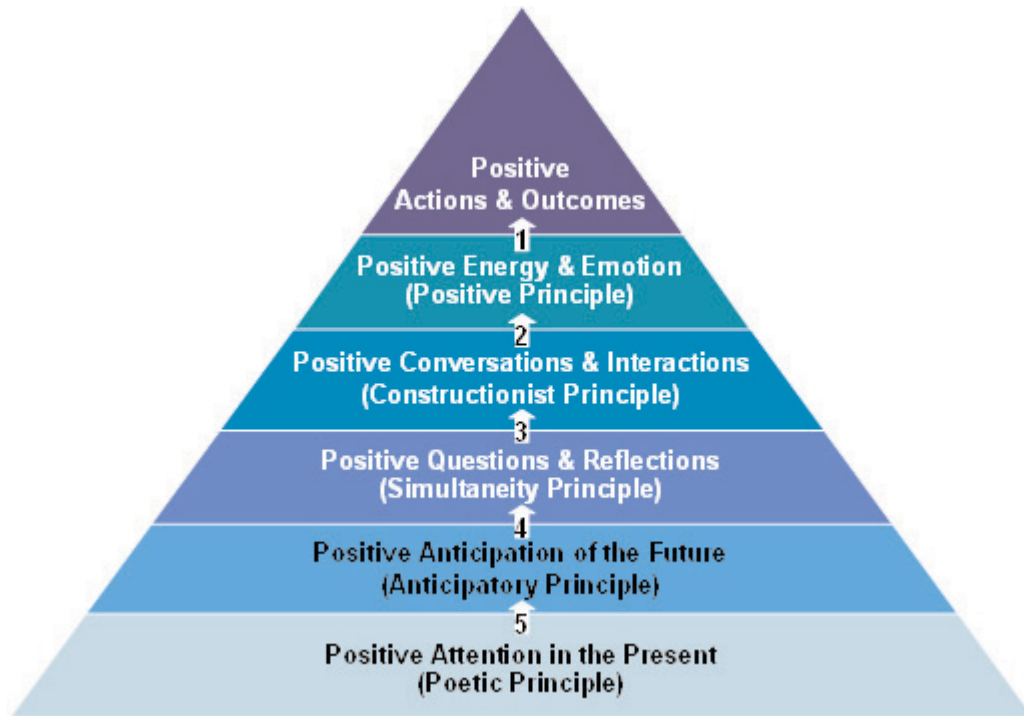 Positive
Actions & Outcomes
1
Positive Energy & Emotion
(Positive Principle)
2
Positive Conversations & Interactions
(Constructionist Principle)
3
Positive Questions & Reflections
(Simultaneity Principle)
4
Positive Anticipation of the Future
(Anticipatory Principle)
5
Positive Attention in the Present
(Poetic Principle)